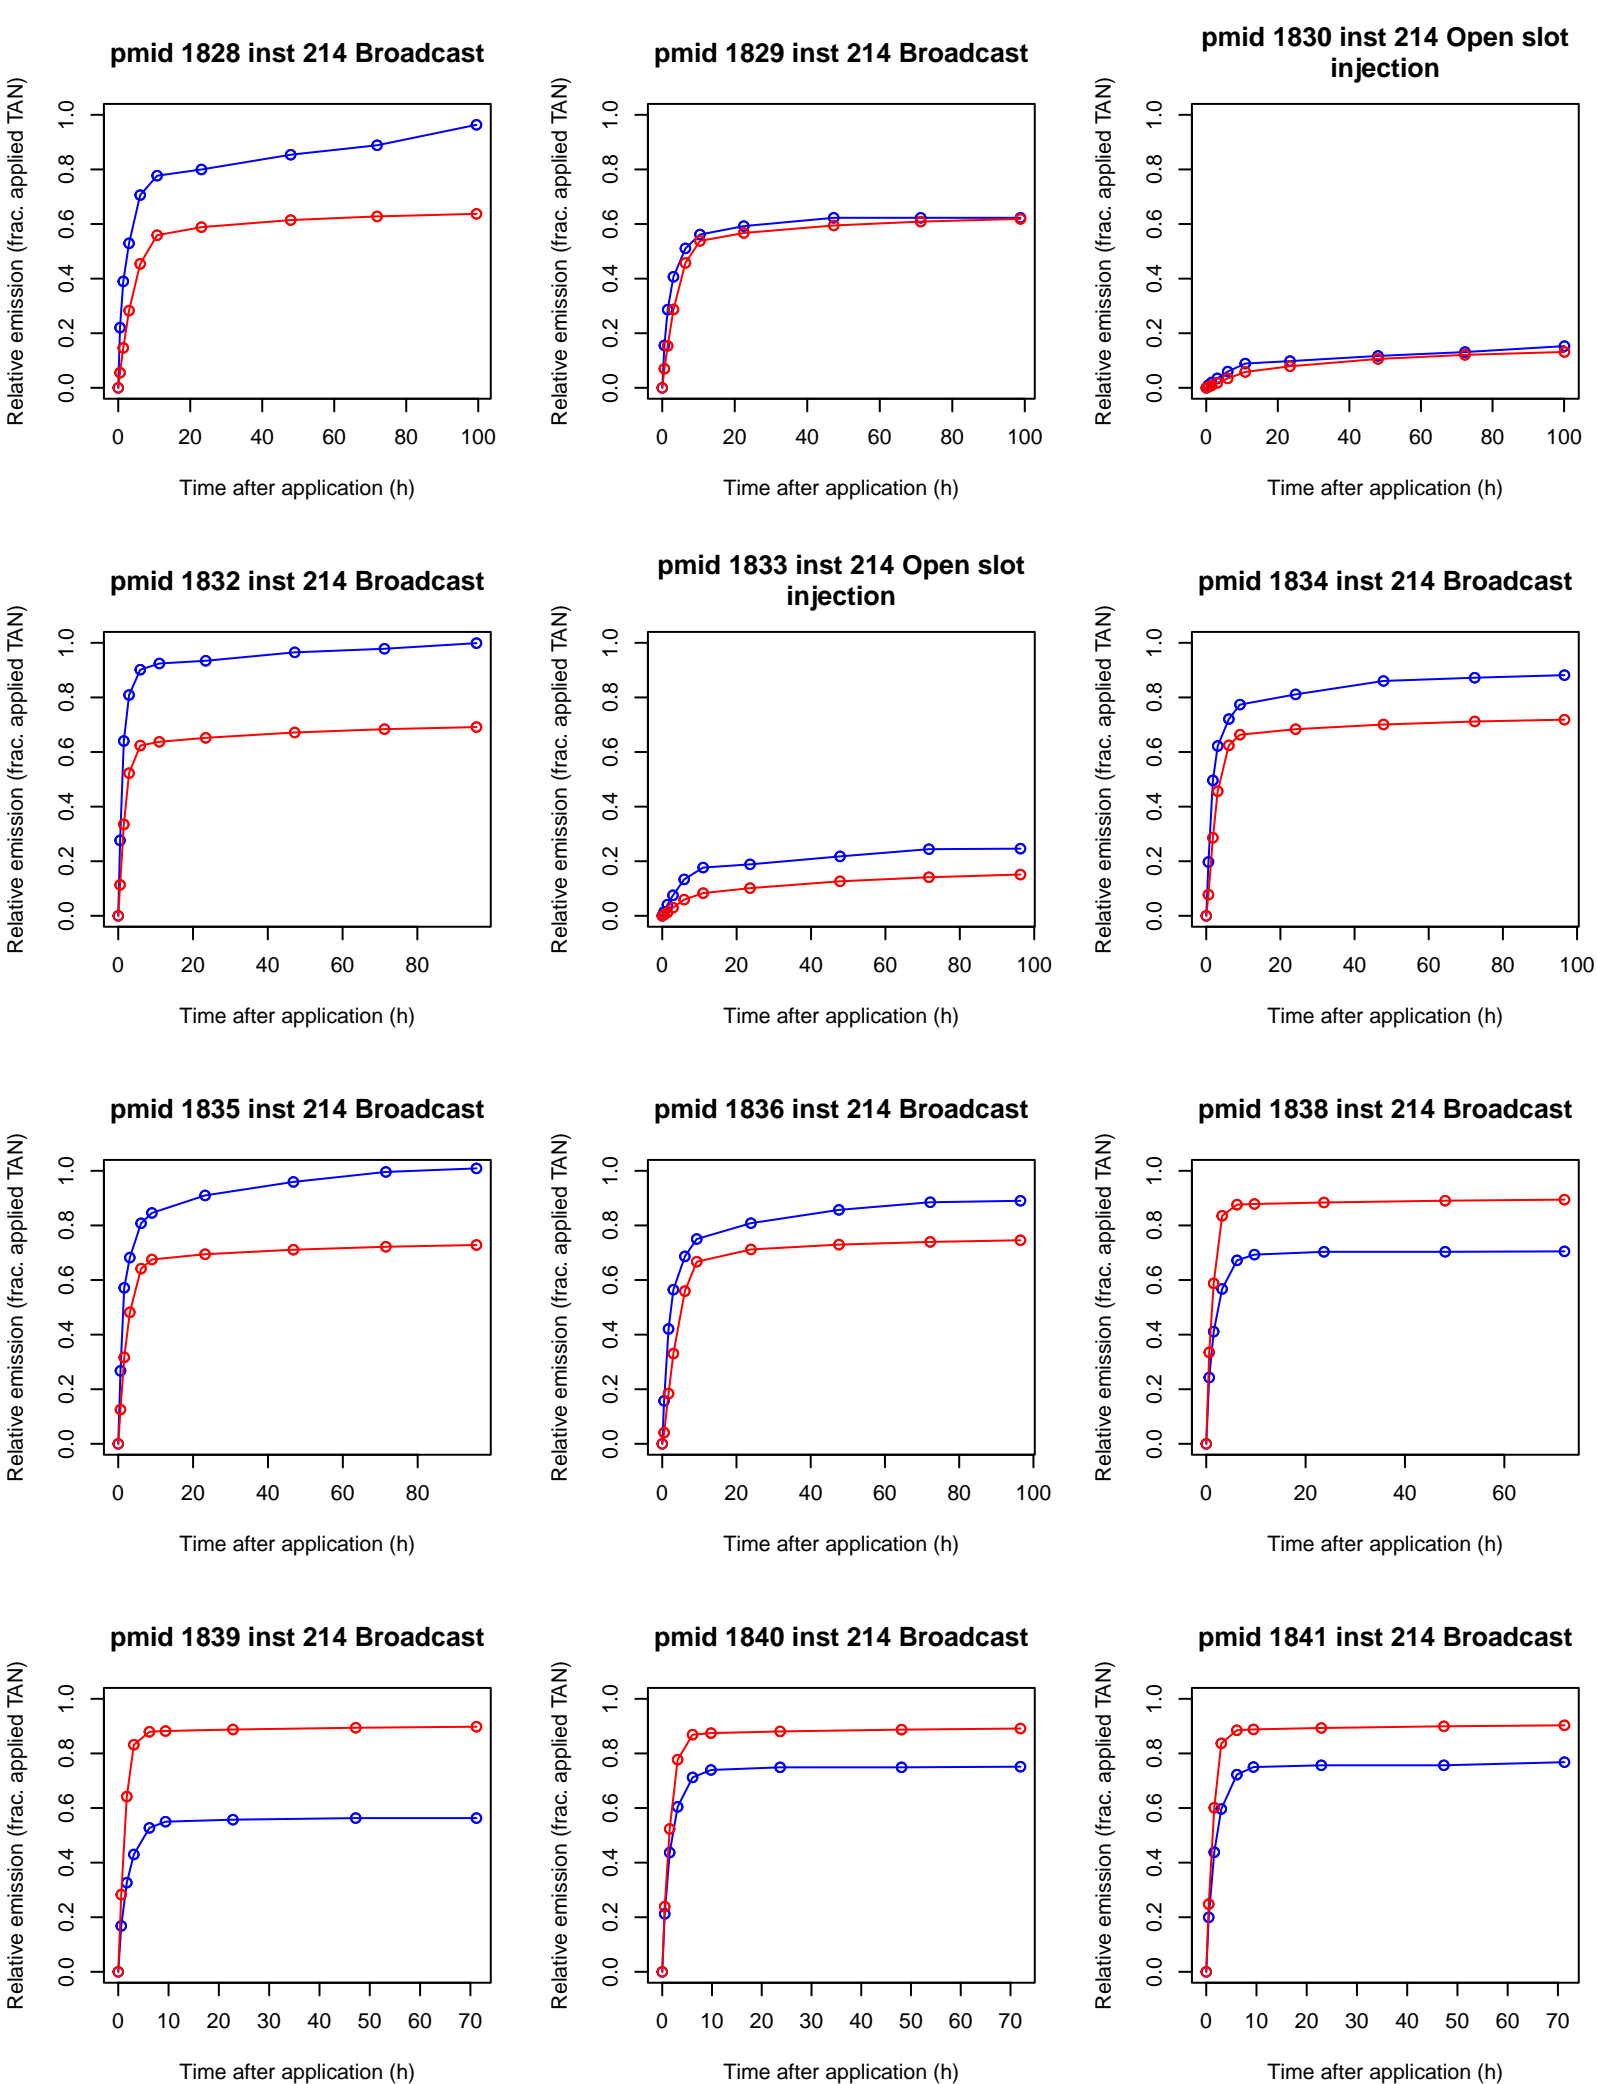 pmid 1828 inst 214 Broadcast
Relative emission (frac. applied TAN)
1.0
0.8
0.6
0.4
0.2
0.0
0 20 40 60 80 100
Time after application (h)
pmid 1829 inst 214 Broadcast
Relative emission (frac. applied TAN)
1.0
0.8
0.6
0.4
0.2
0.0
0 20 40 60 80 100
Time after application (h)
pmid 1830 inst 214 Open slot
injection
Relative emission (frac. applied TAN)
1.0
0.8
0.6
0.4
0.2
0.0
0 20 40 60 80 100
Time after application (h)
pmid 1832 inst 214 Broadcast
Relative emission (frac. applied TAN)
1.0
0.8
0.6
0.4
0.2
0.0
0 20 40 60 80
Time after application (h)
pmid 1833 inst 214 Open slot
injection
Relative emission (frac. applied TAN)
1.0
0.8
0.6
0.4
0.2
0.0
0 20 40 60 80 100
Time after application (h)
pmid 1834 inst 214 Broadcast
Relative emission (frac. applied TAN)
1.0
0.8
0.6
0.4
0.2
0.0
0 20 40 60 80 100
Time after application (h)
pmid 1835 inst 214 Broadcast
Relative emission (frac. applied TAN)
1.0
0.8
0.6
0.4
0.2
0.0
0 20 40 60 80
Time after application (h)
pmid 1836 inst 214 Broadcast
Relative emission (frac. applied TAN)
1.0
0.8
0.6
0.4
0.2
0.0
0 20 40 60 80 100
Time after application (h)
pmid 1838 inst 214 Broadcast
Relative emission (frac. applied TAN)
1.0
0.8
0.6
0.4
0.2
0.0
0 20 40 60
Time after application (h)
pmid 1839 inst 214 Broadcast
Relative emission (frac. applied TAN)
1.0
0.8
0.6
0.4
0.2
0.0
0 10 20 30 40 50 60 70
Time after application (h)
pmid 1840 inst 214 Broadcast
Relative emission (frac. applied TAN)
1.0
0.8
0.6
0.4
0.2
0.0
0 10 20 30 40 50 60 70
Time after application (h)
pmid 1841 inst 214 Broadcast
Relative emission (frac. applied TAN)
1.0
0.8
0.6
0.4
0.2
0.0
0 10 20 30 40 50 60 70
Time after application (h)